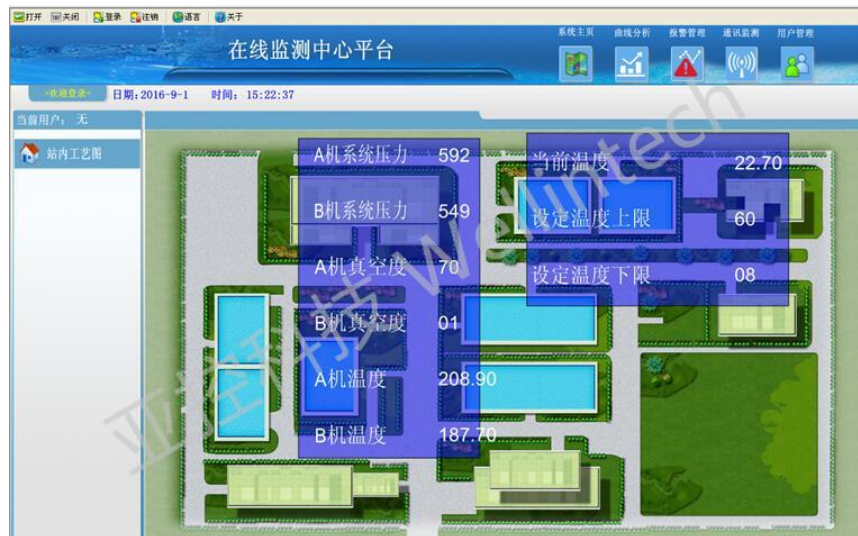 打开 关闭 登录 注销 语言 关于
在线监测中心平台
系统主页 曲线分析 报警管理 通讯监测 用户管理
-欢迎登录- 日期:2016-9-1 时间: 15:22:37
当前用户: 无
站内工艺图
A机系统压力 592
B机系统压力 549
A机真空度 70
B机真空度 01
A机温度 208.90
B机温度 187.70
当前温度 22.70
设定温度上限 60
设定温度下限 08
亚控科技 Wellintech